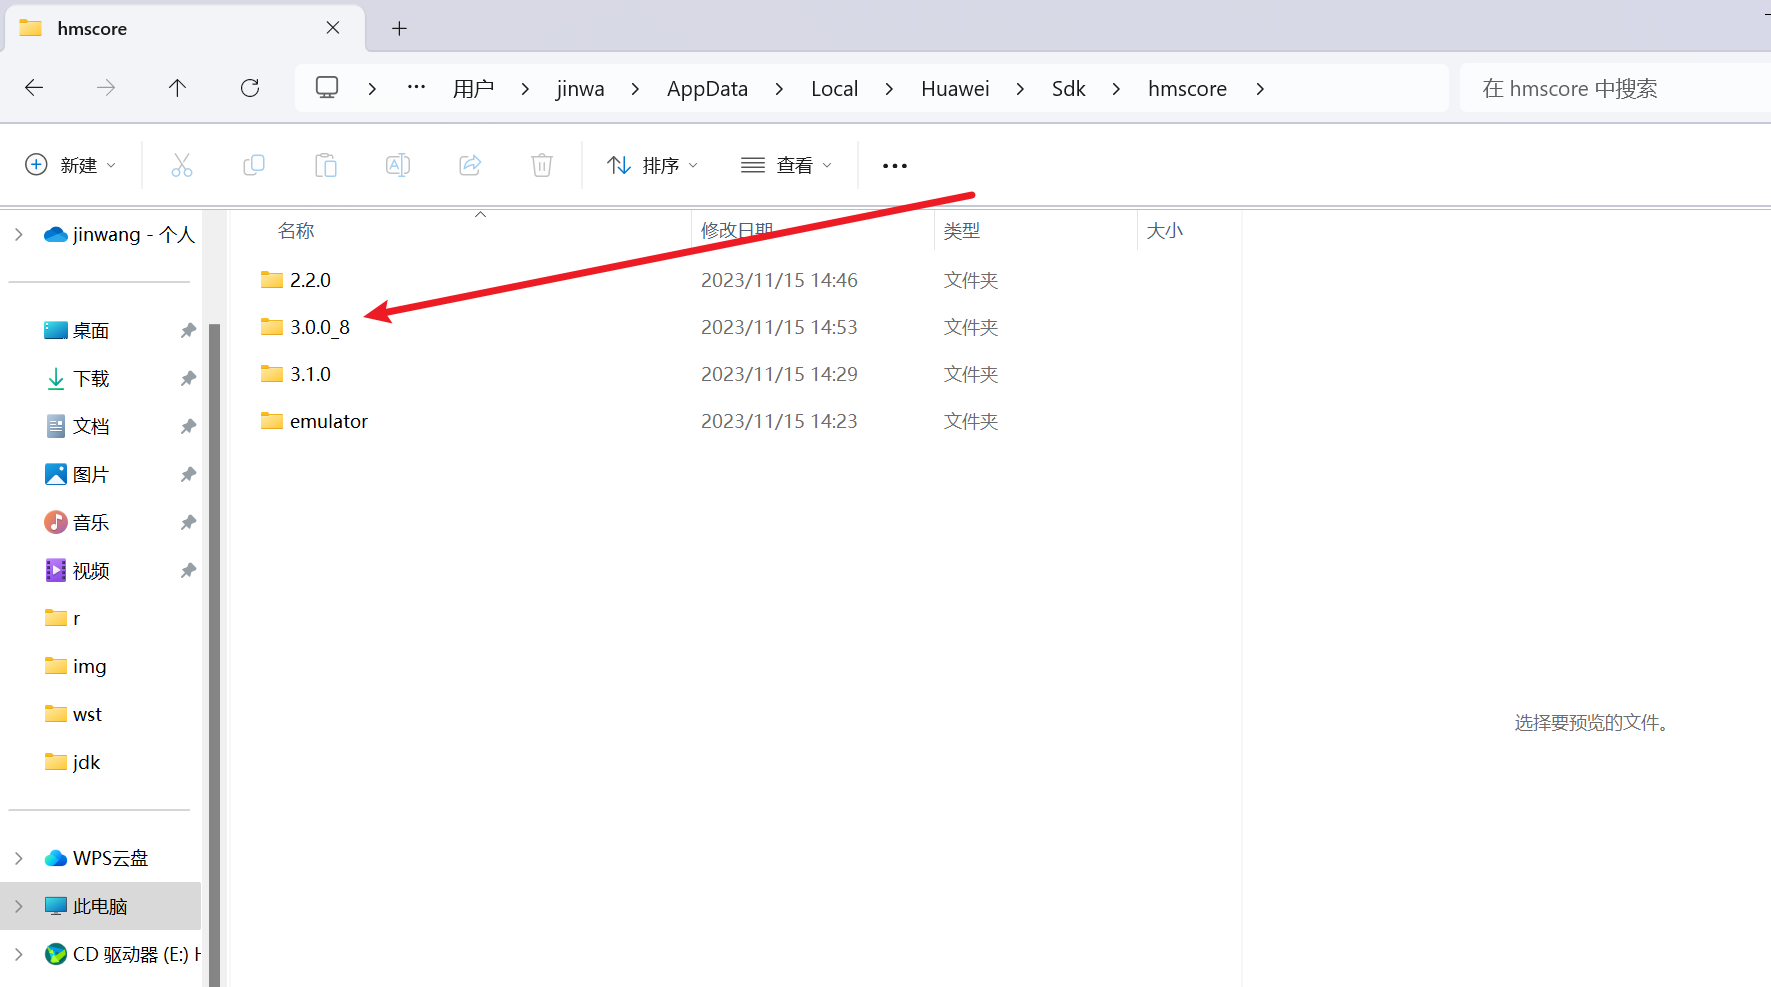 hmscore
用户 jinwa AppData Local Huawei Sdk hmscore
在 hmscore 中搜索
新建
排序
查看
jinwang - 个人
桌面
下载
文档
图片
音乐
视频
r
img
wst
jdk
WPS云盘
此电脑
CD 驱动器 (E:) H
名称 修改日期 类型 大小
2.2.0 2023/11/15 14:46 文件夹
3.0.0_8 2023/11/15 14:53 文件夹
3.1.0 2023/11/15 14:29 文件夹
emulator 2023/11/15 14:23 文件夹
选择要预览的文件。